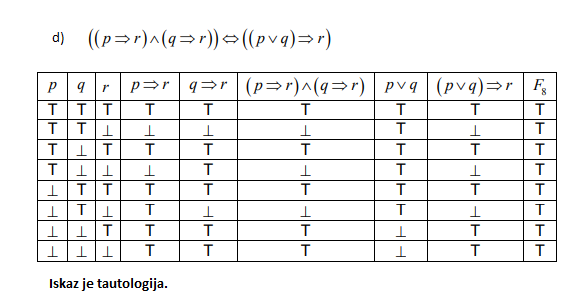 d) ((p⇒r)∧(q⇒r))⇔((p∨q)⇒r)
p q r p⇒r q⇒r (p⇒r)∧(q⇒r) p∨q (p∨q)⇒r F₈
T T T T T T T T T
T T ⊥ ⊥ ⊥ ⊥ T ⊥ T
T ⊥ T T T T T T T
T ⊥ ⊥ ⊥ T ⊥ T ⊥ T
⊥ T T T T T T T T
⊥ T ⊥ T ⊥ ⊥ T ⊥ T
⊥ ⊥ T T T T ⊥ T T
⊥ ⊥ ⊥ T T T ⊥ T T
Iskaz je tautologija.